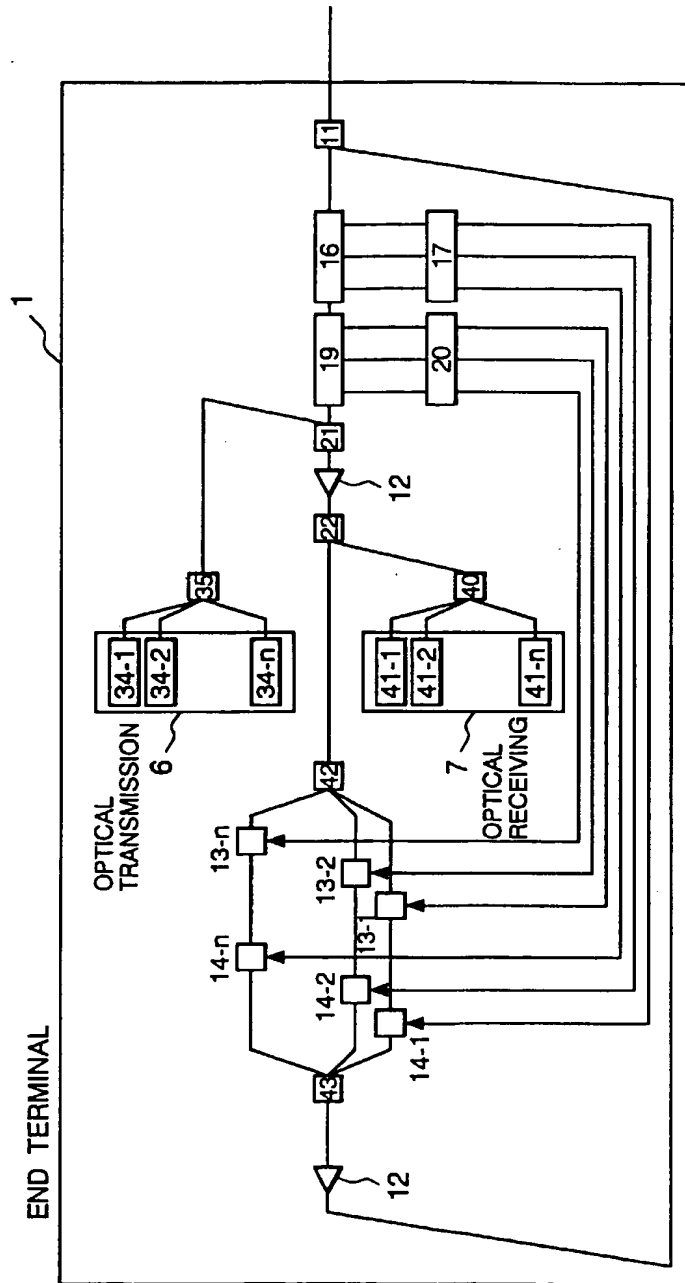 END TERMINAL
1
OPTICAL
TRANSMISSION
6
34-1
34-2
34-n
35
21
19
16
11
20
17
12
22
40
41-1
41-2
41-n
7
OPTICAL
RECEIVING
42
13-n
13-2
13-1
14-n
14-2
14-1
43
12